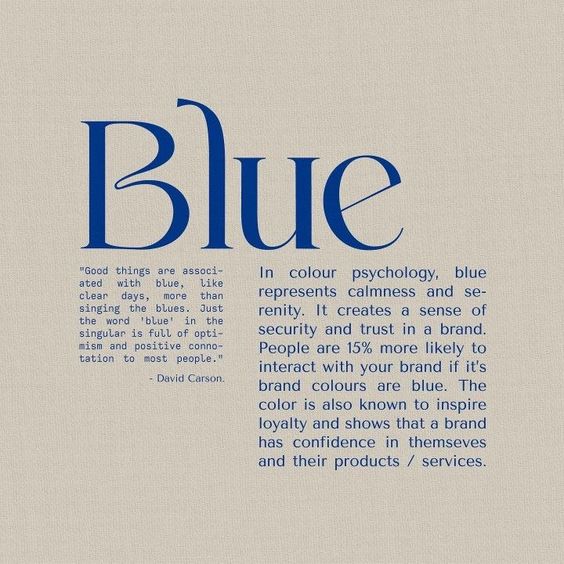 Blue
"Good things are associ-
ated with blue, like
clear days, more than
singing the blues. Just
the word 'blue' in the
singular is full of opti-
mism and positive conno-
tation to most people."
- David Carson.
In colour psychology, blue
represents calmness and se-
renity. It creates a sense of
security and trust in a brand.
People are 15% more likely to
interact with your brand if it's
brand colours are blue. The
color is also known to inspire
loyalty and shows that a brand
has confidence in themseves
and their products / services.